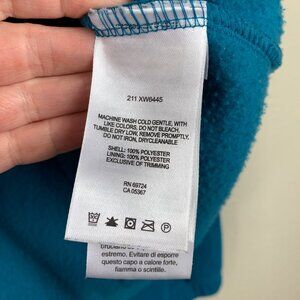 211 XW6445
MACHINE WASH COLD GENTLE, WITH
LIKE COLORS, DO NOT BLEACH,
TUMBLE DRY LOW, REMOVE PROMPTLY,
DO NOT IRON, DRYCLEANABLE
SHELL: 100% POLYESTER
LINING: 100% POLYESTER
EXCLUSIVE OF TRIMMING
RN 69724
CA 05367
estremo. Evitare di esporre
questo capo a calore forte,
fiamma o scintille.